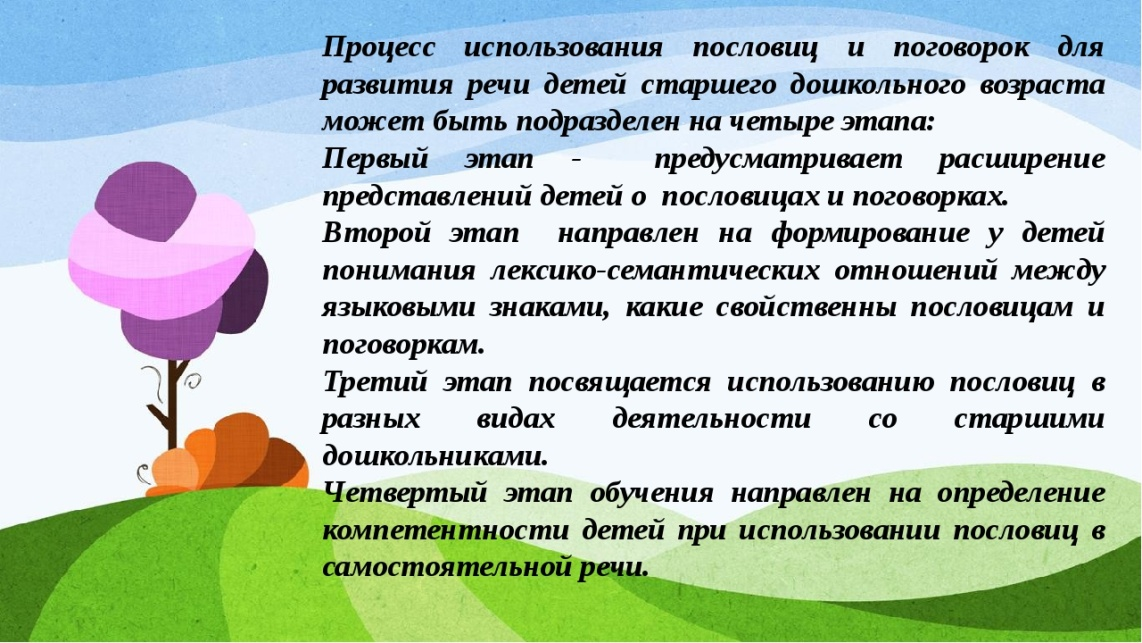 Процесс использования пословиц и поговорок для
развития речи детей старшего дошкольного возраста
может быть подразделен на четыре этапа:
Первый этап - предусматривает расширение
представлений детей о пословицах и поговорках.
Второй этап направлен на формирование у детей
понимания лексико-семантических отношений между
языковыми знаками, какие свойственны пословицам и
поговоркам.
Третий этап посвящается использованию пословиц в
разных видах деятельности со старшими
дошкольниками.
Четвертый этап обучения направлен на определение
компетентности детей при использовании пословиц в
самостоятельной речи.